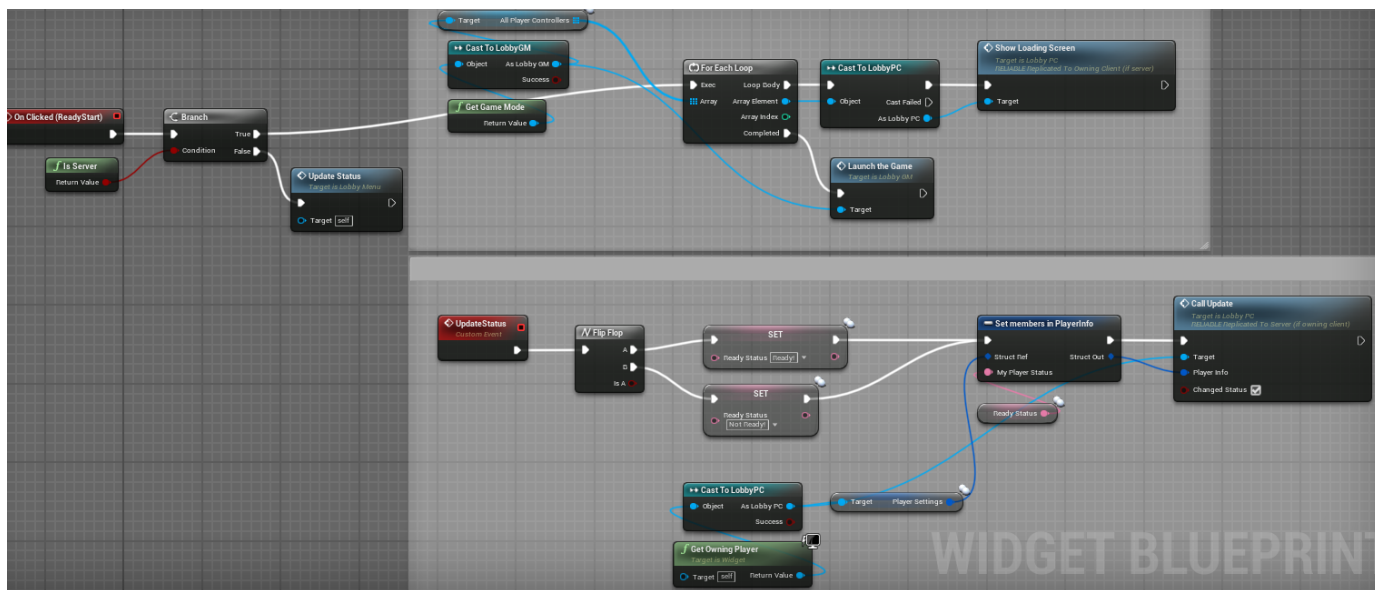 Target All Player Controllers
Cast To LobbyGM
Object As Lobby GM
Success
Get Game Mode
Return Value
For Each Loop
Exec Loop Body
Array Array Element
Array Index
Completed
Cast To LobbyPC
Object Cast Failed
As Lobby PC
Show Loading Screen
Target is Lobby PC
RELIABLE Replicated To Owning Client (if server)
Target
Launch the Game
Target is Lobby GM
Target
On Clicked (ReadyStart)
Branch
True
Condition False
Is Server
Return Value
Update Status
Target is Lobby Menu
Target self
UpdateStatus
Custom Event
Flip Flop
A
B
Is A
SET
Ready Status Ready!
SET
Ready Status
Not Ready!
Set members in PlayerInfo
Struct Ref Struct Out
My Player Status
Ready Status
Call Update
Target is Lobby PC
RELIABLE Replicated To Server (if owning client)
Target
Player Info
Changed Status
Cast To LobbyPC
Object As Lobby PC
Success
Target Player Settings
Get Owning Player
Target is Widget
Target self Return Value
WIDGET BLUEPRINT